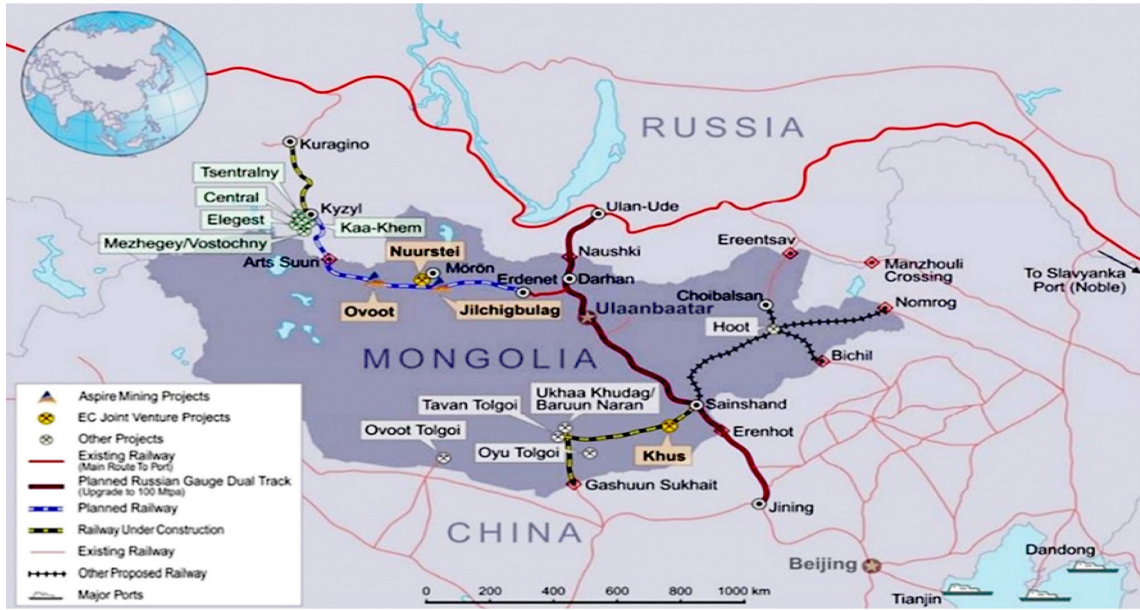 RUSSIA
Kuragino
Tsentralny
Central
Kyzyl
Elegest
Kaa-Khem
Mezhegey/Vostochny
Arts Suun
Nuurstei
Mörön
Ovoot
Jilchigbulag
Erdenet
Ulan-Ude
Naushki
Darhan
Ulaanbaatar
Ereentsav
Manzhouli
Crossing
To Slavyanka
Port (Noble)
Choibalsan
Nomrog
Hoot
Bichil
MONGOLIA
Ukhaa Khudag/
Baruun Naran
Tavan Tolgoi
Sainshand
Ovoot Tolgoi
Oyu Tolgoi
Khus
Erenhot
Gashuun Sukhait
CHINA
Jining
Beijing
Dandong
Tianjin
Aspire Mining Projects
EC Joint Venture Projects
Other Projects
Existing Railway
(Main Route To Port)
Planned Russian Gauge Dual Track
(Upgrade to 100 Mtpa)
Planned Railway
Railway Under Construction
Existing Railway
Other Proposed Railway
Major Ports
0 200 400 600 800 1000 km